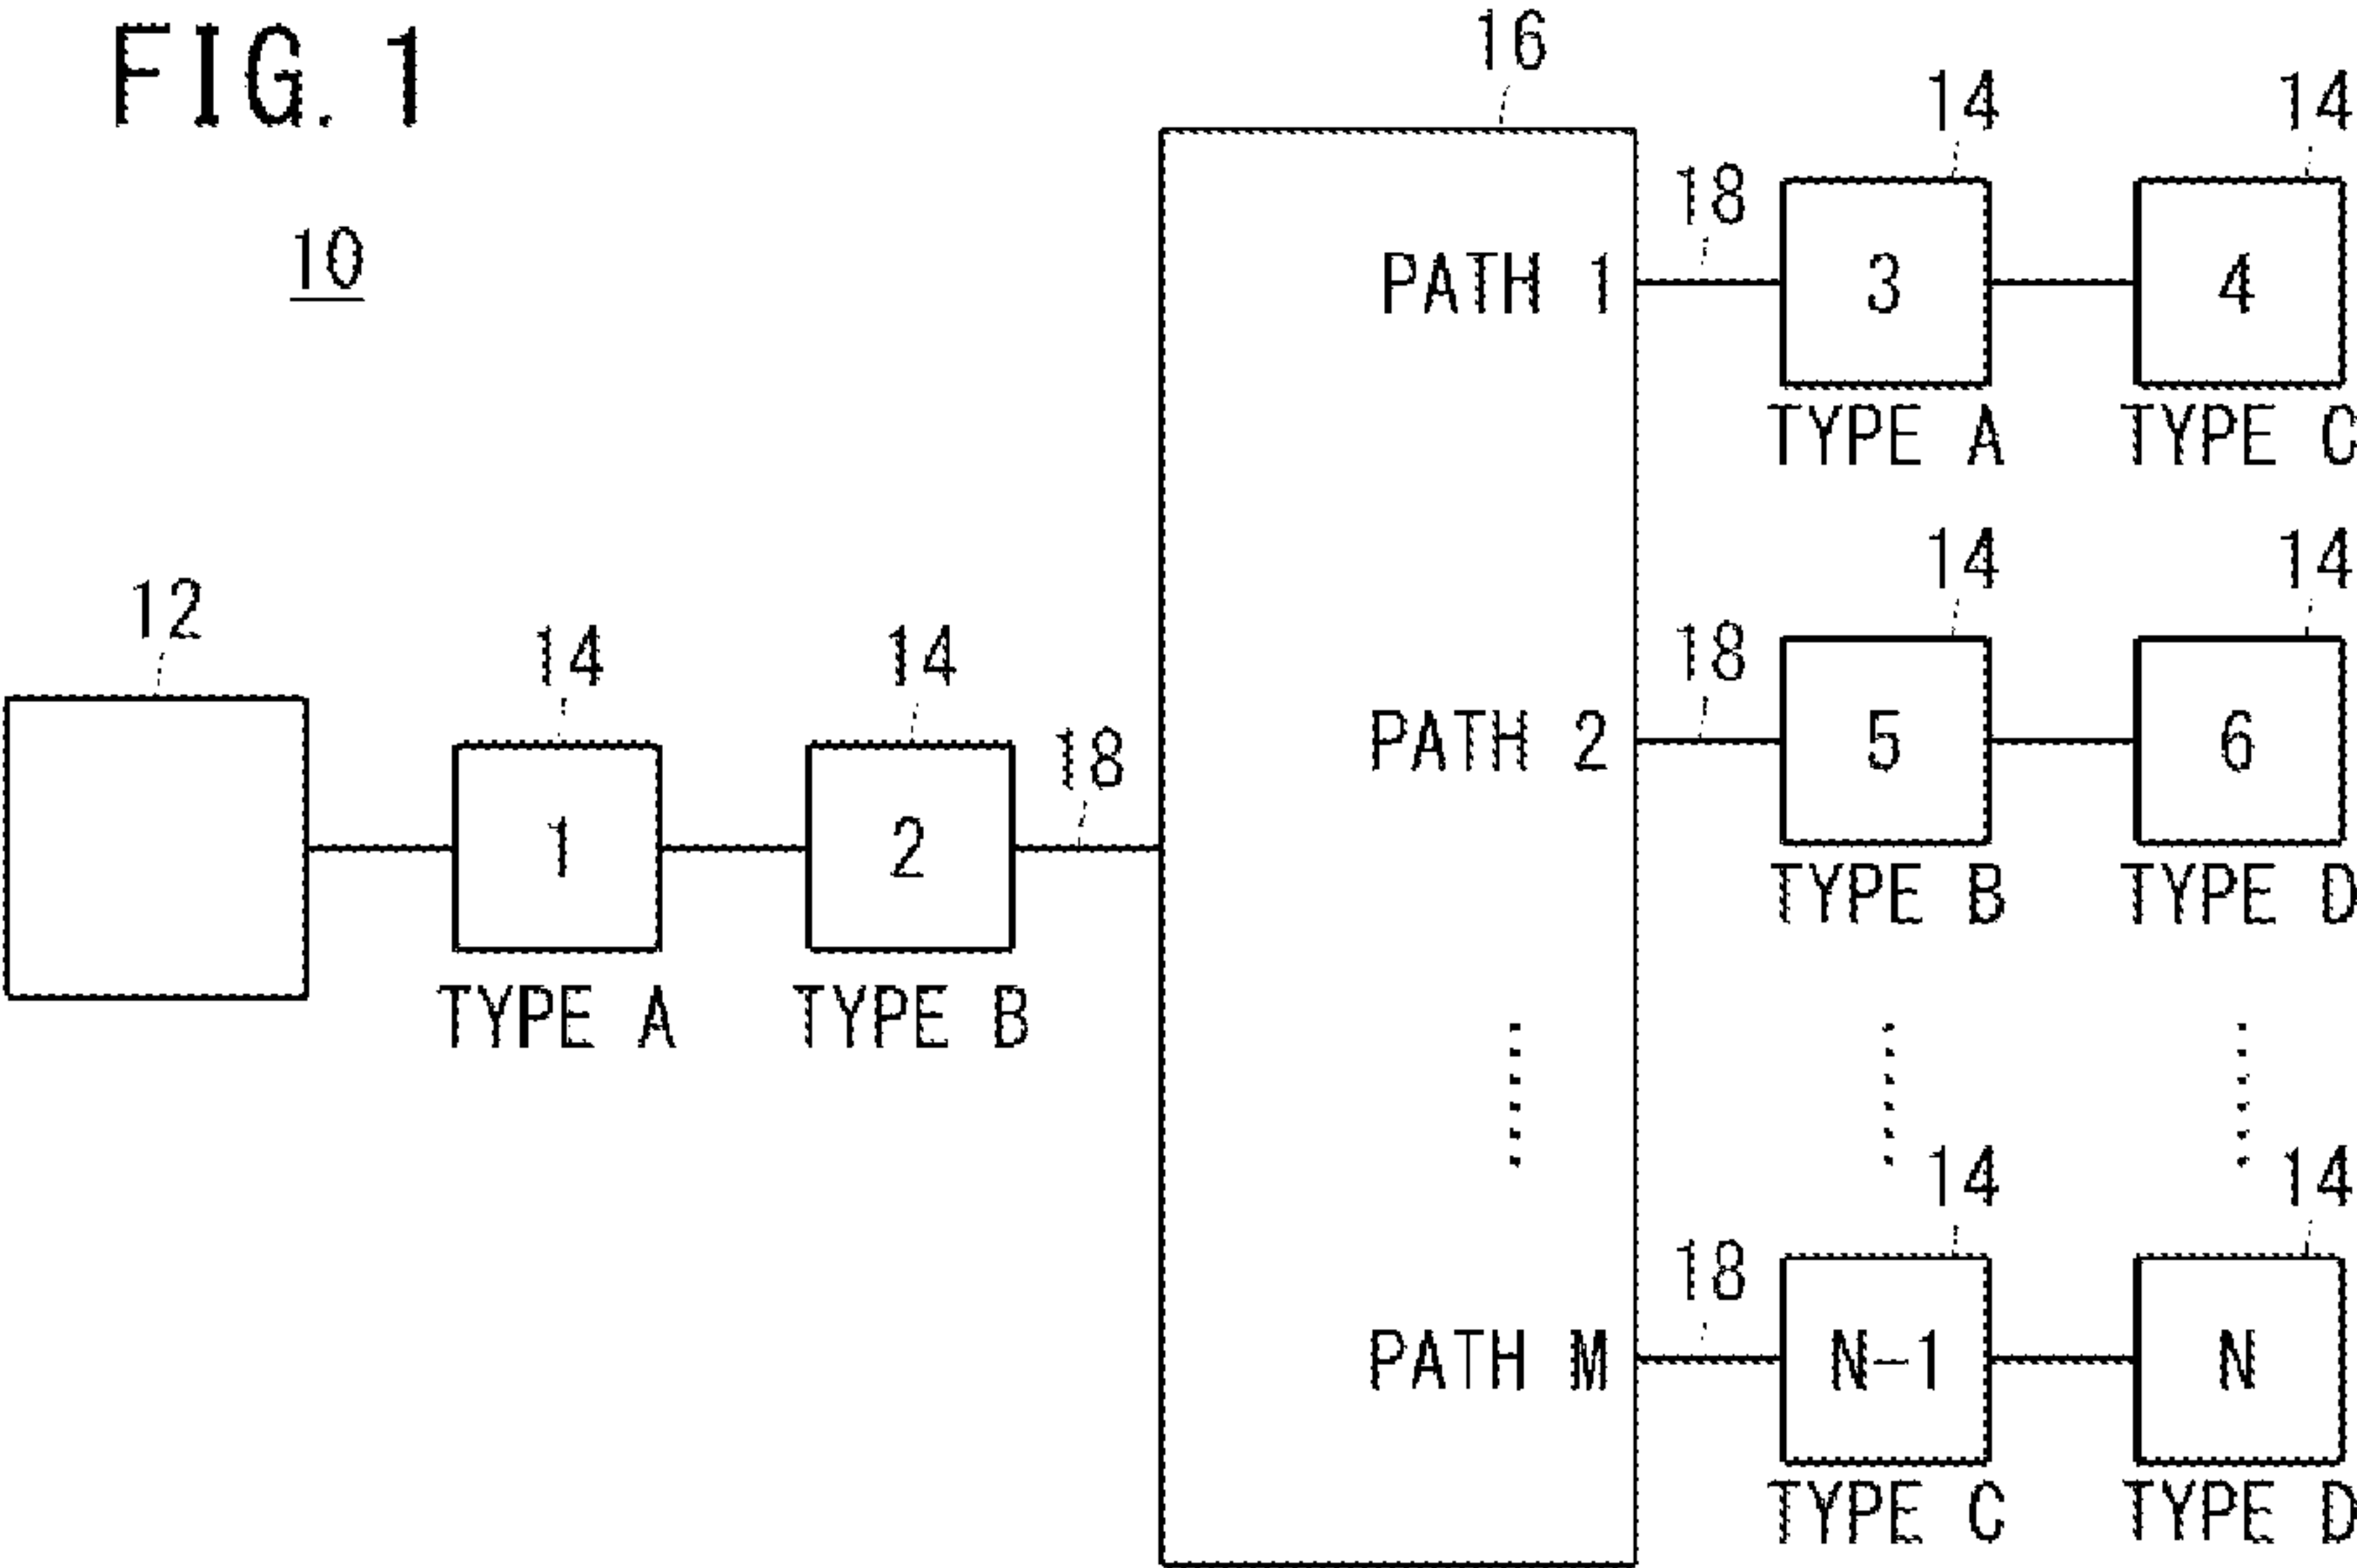 FIG. 1
10
16
14 14
18
PATH 1 3 4
TYPE A TYPE C
14 14
12
18
14 14
18
PATH 2 5 6
1 2
TYPE B TYPE D
TYPE A TYPE B
14 14
18
PATH M N-1 N
TYPE C TYPE D